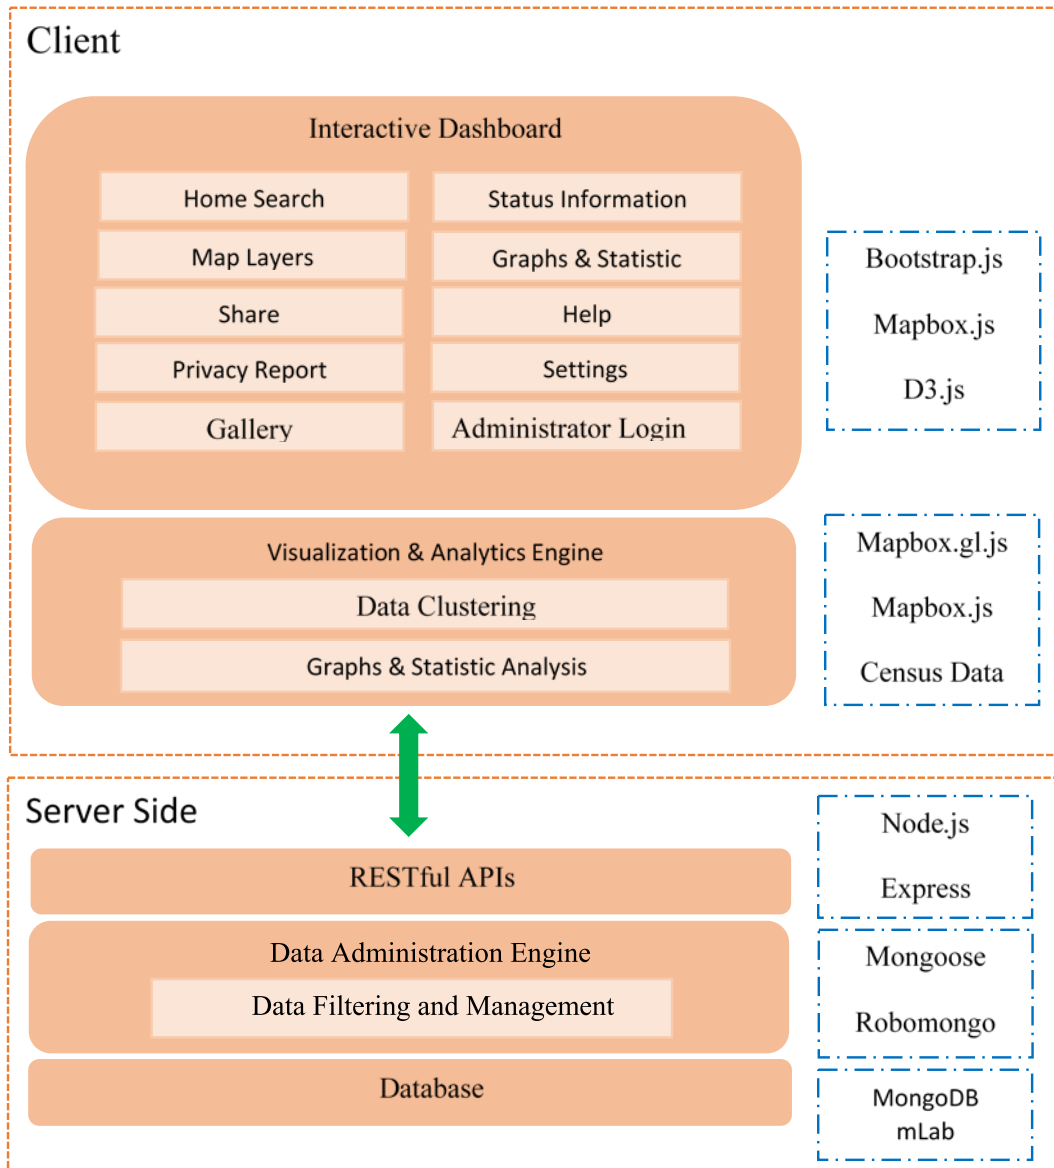 Client
Interactive Dashboard
Home Search
Status Information
Map Layers
Graphs & Statistic
Share
Help
Privacy Report
Settings
Gallery
Administrator Login
Bootstrap.js
Mapbox.js
D3.js
Visualization & Analytics Engine
Data Clustering
Graphs & Statistic Analysis
Mapbox.gl.js
Mapbox.js
Census Data
Server Side
RESTful APIs
Node.js
Express
Data Administration Engine
Data Filtering and Management
Mongoose
Robomongo
Database
MongoDB
mLab